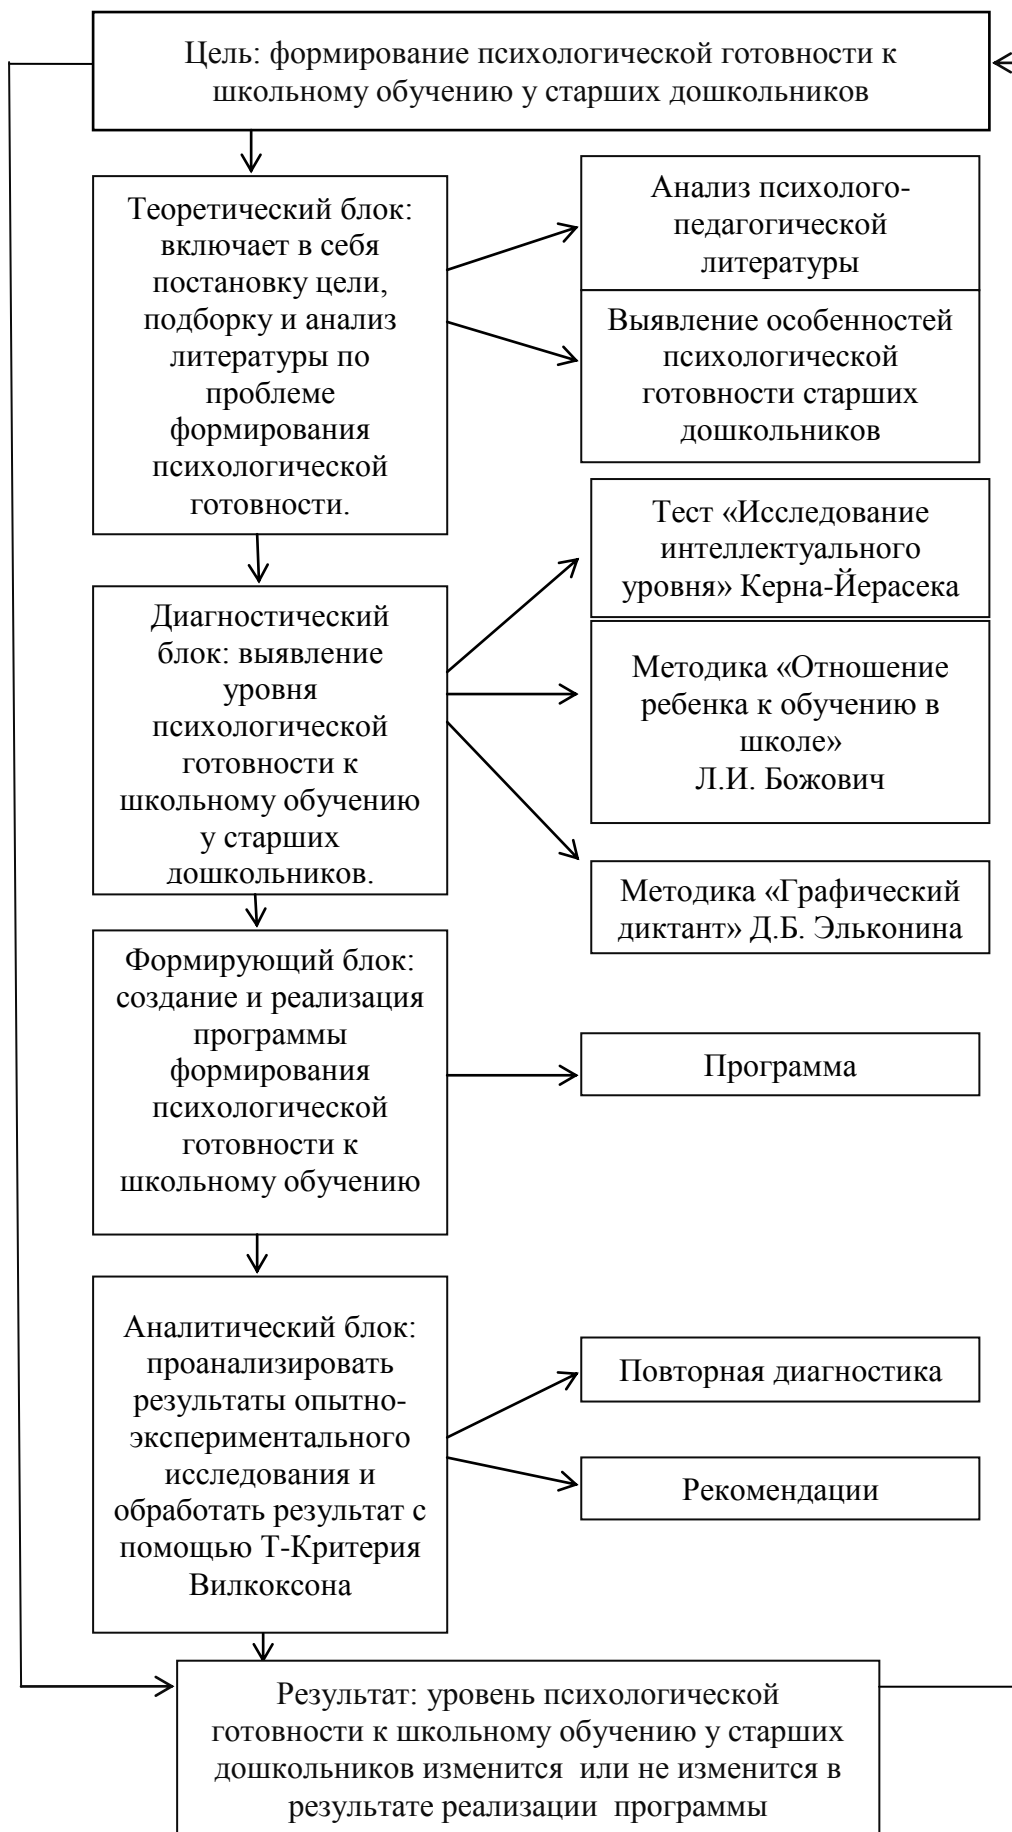 Цель: формирование психологической готовности к
школьному обучению у старших дошкольников
Теоретический блок:
включает в себя
постановку цели,
подборку и анализ
литературы по
проблеме
формирования
психологической
готовности.
Анализ психолого-
педагогической
литературы
Выявление особенностей
психологической
готовности старших
дошкольников
Диагностический
блок: выявление
уровня
психологической
готовности к
школьному обучению
у старших
дошкольников.
Тест «Исследование
интеллектуального
уровня» Керна-Йерасека
Методика «Отношение
ребенка к обучению в
школе»
Л.И. Божович
Методика «Графический
диктант» Д.Б. Эльконина
Формирующий блок:
создание и реализация
программы
формирования
психологической
готовности к
школьному обучению
Программа
Аналитический блок:
проанализировать
результаты опытно-
экспериментального
исследования и
обработать результат с
помощью Т-Критерия
Вилкоксона
Повторная диагностика
Рекомендации
Результат: уровень психологической
готовности к школьному обучению у старших
дошкольников изменится  или не изменится в
результате реализации  программы